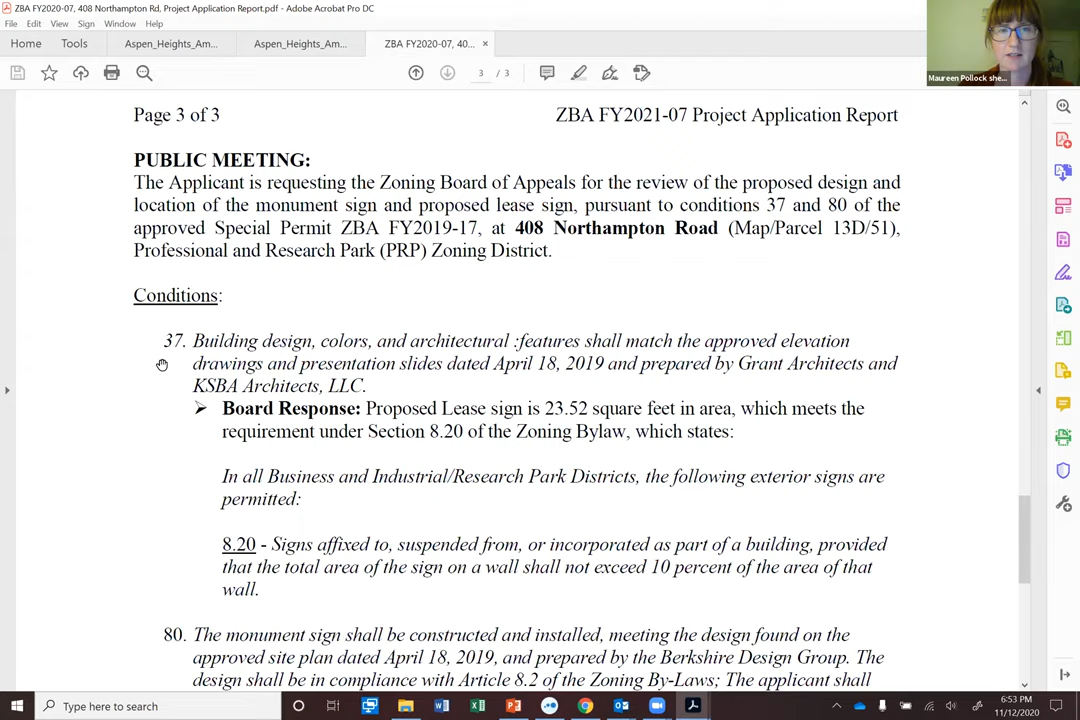 ZBA FY2020-07, 408 Northampton Rd, Project Application Report.pdf - Adobe Acrobat Pro DC
File Edit View Sign Window Help
Home Tools Aspen_Heights_Am... Aspen_Heights_Am... ZBA FY2020-07, 40... ×
3 / 3
Maureen Pollock she...
Page 3 of 3 ZBA FY2021-07 Project Application Report
PUBLIC MEETING:
The Applicant is requesting the Zoning Board of Appeals for the review of the proposed design and
location of the monument sign and proposed lease sign, pursuant to conditions 37 and 80 of the
approved Special Permit ZBA FY2019-17, at 408 Northampton Road (Map/Parcel 13D/51),
Professional and Research Park (PRP) Zoning District.
Conditions:
37. Building design, colors, and architectural :features shall match the approved elevation
drawings and presentation slides dated April 18, 2019 and prepared by Grant Architects and
KSBA Architects, LLC.
➢ Board Response: Proposed Lease sign is 23.52 square feet in area, which meets the
requirement under Section 8.20 of the Zoning Bylaw, which states:
In all Business and Industrial/Research Park Districts, the following exterior signs are
permitted:
8.20 - Signs affixed to, suspended from, or incorporated as part of a building, provided
that the total area of the sign on a wall shall not exceed 10 percent of the area of that
wall.
80. The monument sign shall be constructed and installed, meeting the design found on the
approved site plan dated April 18, 2019, and prepared by the Berkshire Design Group. The
design shall be in compliance with Article 8.2 of the Zoning By-Laws; The applicant shall
Type here to search
6:53 PM
11/12/2020